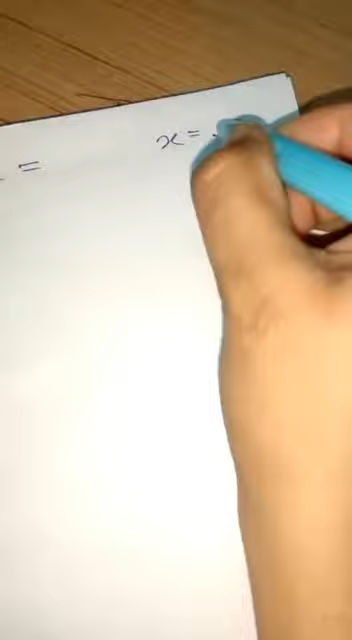 =
x =